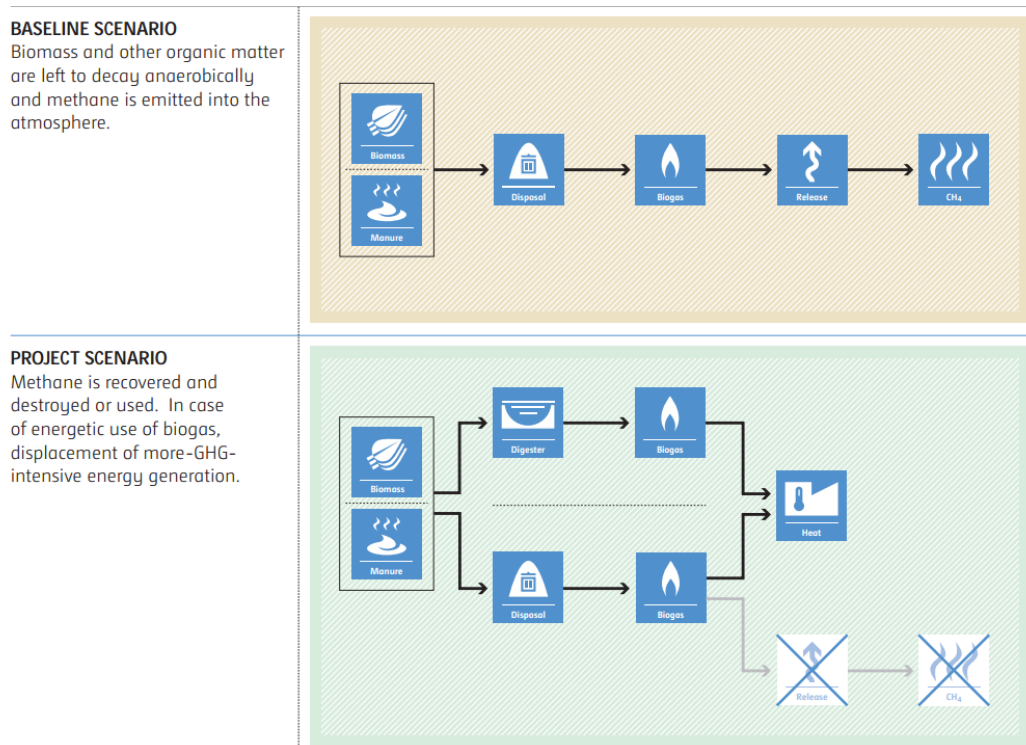 BASELINE SCENARIO
Biomass and other organic matter
are left to decay anaerobically
and methane is emitted into the
atmosphere.
Biomass
Manure
Disposal
Biogas
Release
CH₄
PROJECT SCENARIO
Methane is recovered and
destroyed or used. In case
of energetic use of biogas,
displacement of more-GHG-
intensive energy generation.
Biomass
Manure
Digester
Biogas
Heat
Disposal
Biogas
Release
CH₄